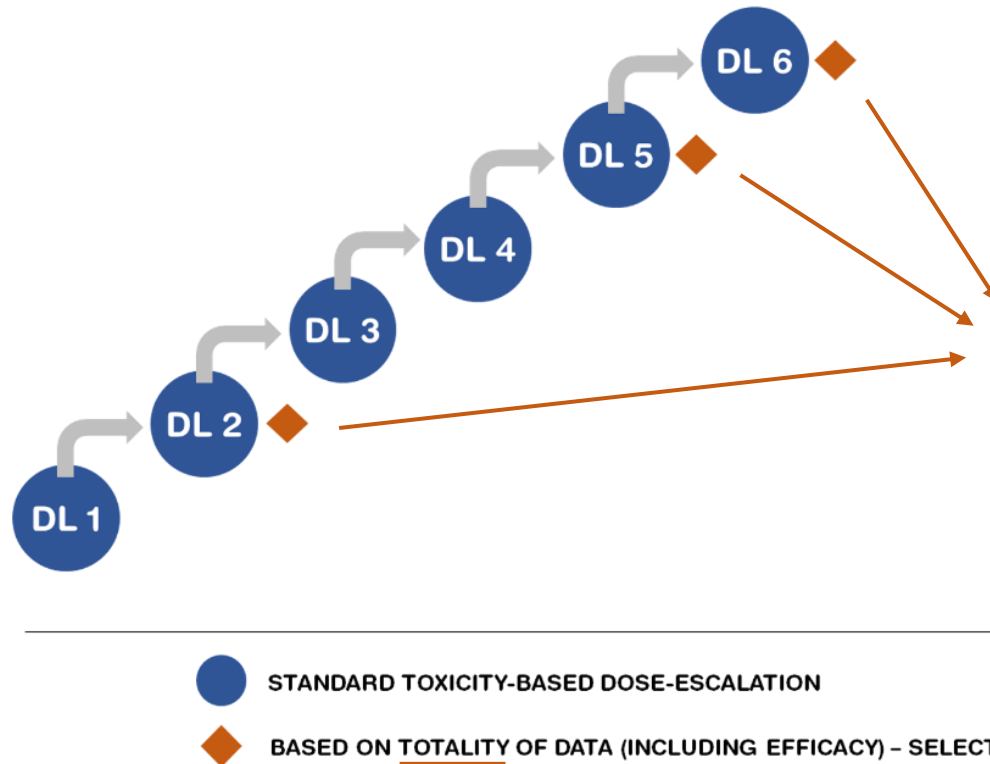 DL 6
DL 5
DL 4
DL 3
DL 2
DL 1
STANDARD TOXICITY-BASED DOSE-ESCALATION
BASED ON TOTALITY OF DATA (INCLUDING EFFICACY) – SELECT